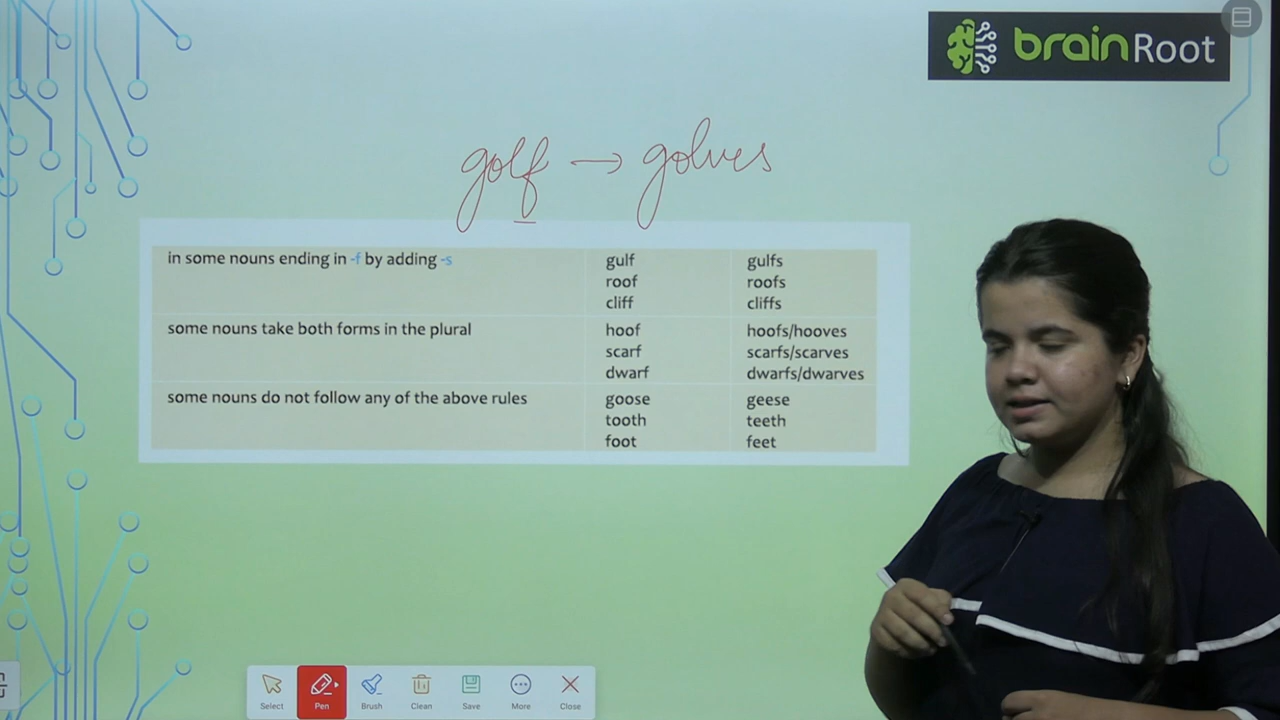 brainRoot
golf → golves
in some nouns ending in -f by adding -s gulf gulfs
roof roofs
cliff cliffs
some nouns take both forms in the plural hoof hoofs/hooves
scarf scarfs/scarves
dwarf dwarfs/dwarves
some nouns do not follow any of the above rules goose geese
tooth teeth
foot feet
Select Pen Brush Clean Save More Close